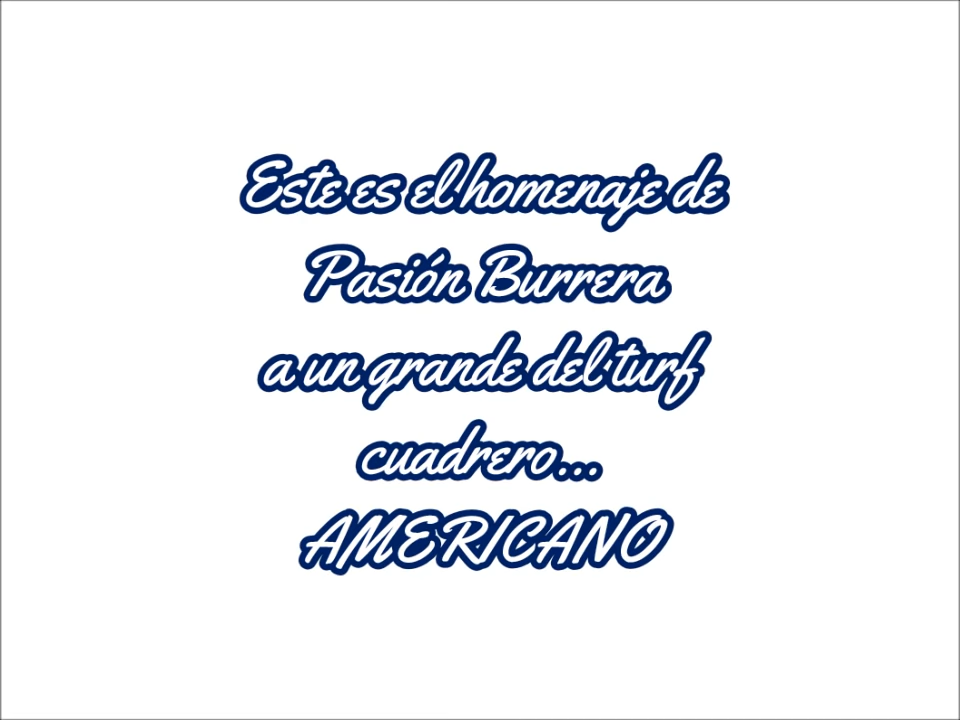 Este es el homenaje de
Pasión Burrera
a un grande del turf
cuadrero...
AMERICANO